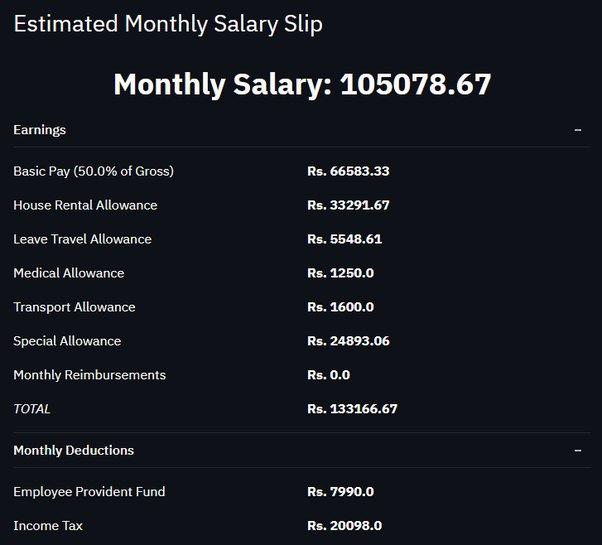 Estimated Monthly Salary Slip
Monthly Salary: 105078.67
Earnings –
Basic Pay (50.0% of Gross) Rs. 66583.33
House Rental Allowance Rs. 33291.67
Leave Travel Allowance Rs. 5548.61
Medical Allowance Rs. 1250.0
Transport Allowance Rs. 1600.0
Special Allowance Rs. 24893.06
Monthly Reimbursements Rs. 0.0
TOTAL Rs. 133166.67
Monthly Deductions –
Employee Provident Fund Rs. 7990.0
Income Tax Rs. 20098.0